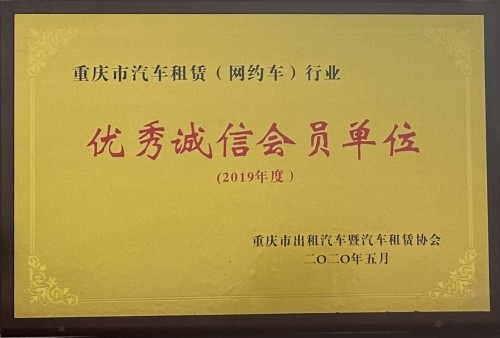 重庆市汽车租赁（网约车）行业
优秀诚信会员单位
(2019年度)
重庆市出租汽车暨汽车租赁协会
二〇二〇年五月